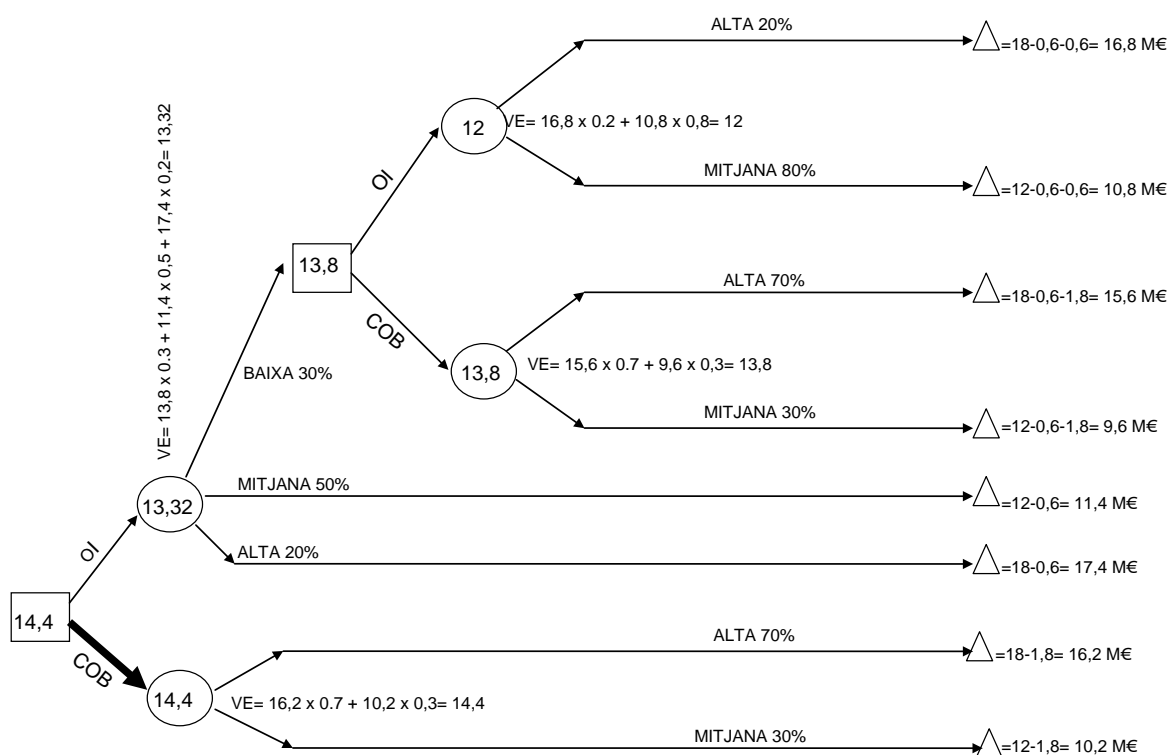 ALTA 20%
=18-0,6-0,6= 16,8 M€
12
VE= 16,8 x 0.2 + 10,8 x 0,8= 12
MITJANA 80%
=12-0,6-0,6= 10,8 M€
OI
VE= 13,8 x 0.3 + 11,4 x 0,5 + 17,4 x 0,2= 13,32
13,8
ALTA 70%
=18-0,6-1,8= 15,6 M€
COB
13,8
VE= 15,6 x 0.7 + 9,6 x 0,3= 13,8
BAIXA 30%
MITJANA 30%
=12-0,6-1,8= 9,6 M€
MITJANA 50%
=12-0,6= 11,4 M€
13,32
ALTA 20%
=18-0,6= 17,4 M€
OI
14,4
ALTA 70%
=18-1,8= 16,2 M€
COB
14,4
VE= 16,2 x 0.7 + 10,2 x 0,3= 14,4
MITJANA 30%
=12-1,8= 10,2 M€